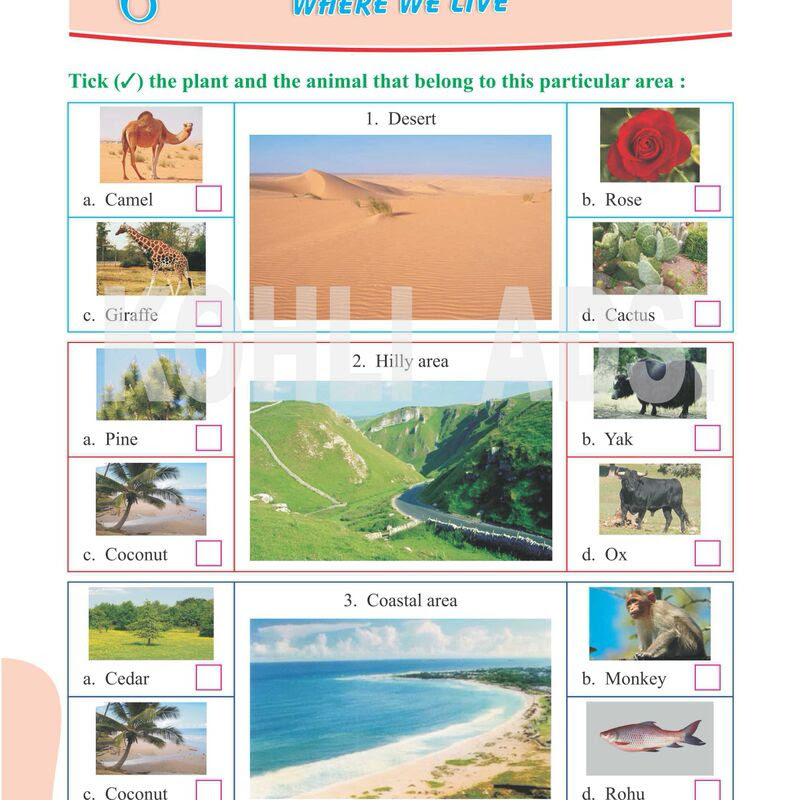 6
WHERE WE LIVE
Tick (✓) the plant and the animal that belong to this particular area :
1. Desert
a. Camel
b. Rose
c. Giraffe
d. Cactus
KOHLI ADS.
2. Hilly area
a. Pine
b. Yak
c. Coconut
d. Ox
3. Coastal area
a. Cedar
b. Monkey
c. Coconut
d. Rohu